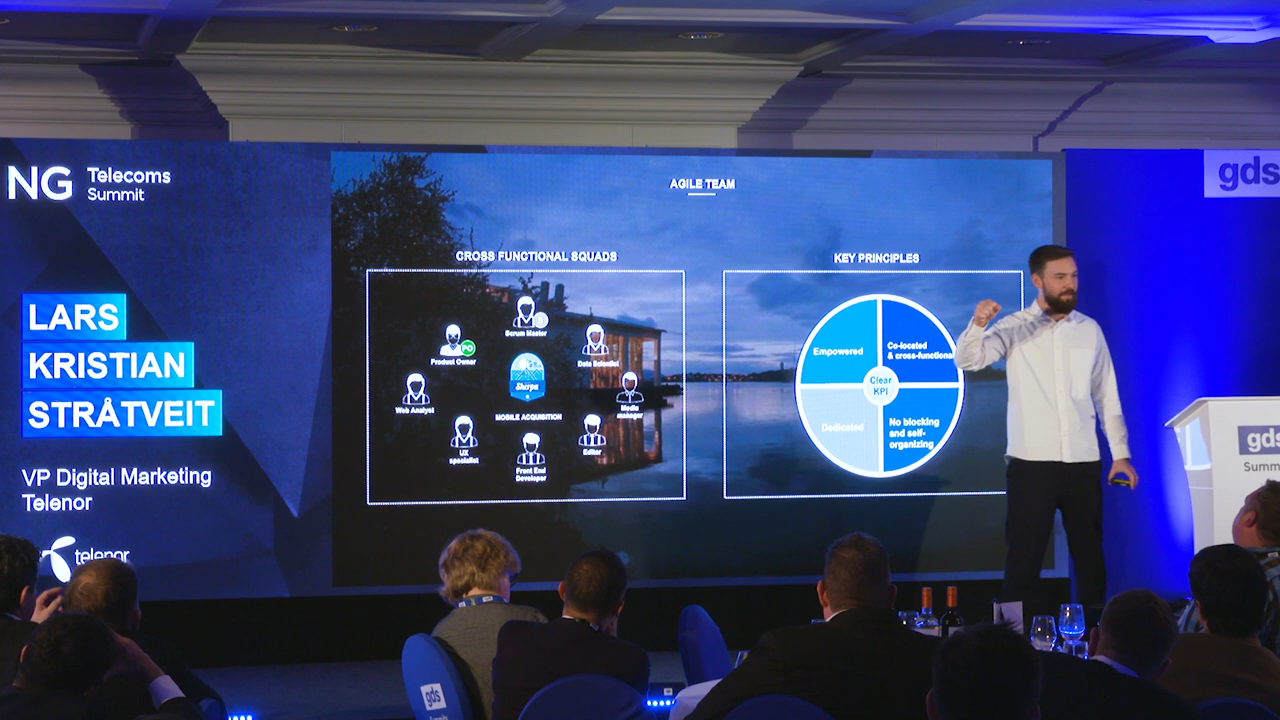 NG Telecoms
Summit
LARS
KRISTIAN
STRÅTVEIT
VP Digital Marketing
Telenor
telenor
AGILE TEAM
CROSS FUNCTIONAL SQUADS
Scrum Master
Product Owner
PO
Data Scientist
Web Analyst
Sherpa
Media
manager
MOBILE ACQUISITION
UX
specialist
Front End
Developer
Editor
KEY PRINCIPLES
Empowered
Co-located
& cross-functional
Clear
KPI
Dedicated
No blocking
and self-
organizing
gds
gds
Summ
gds